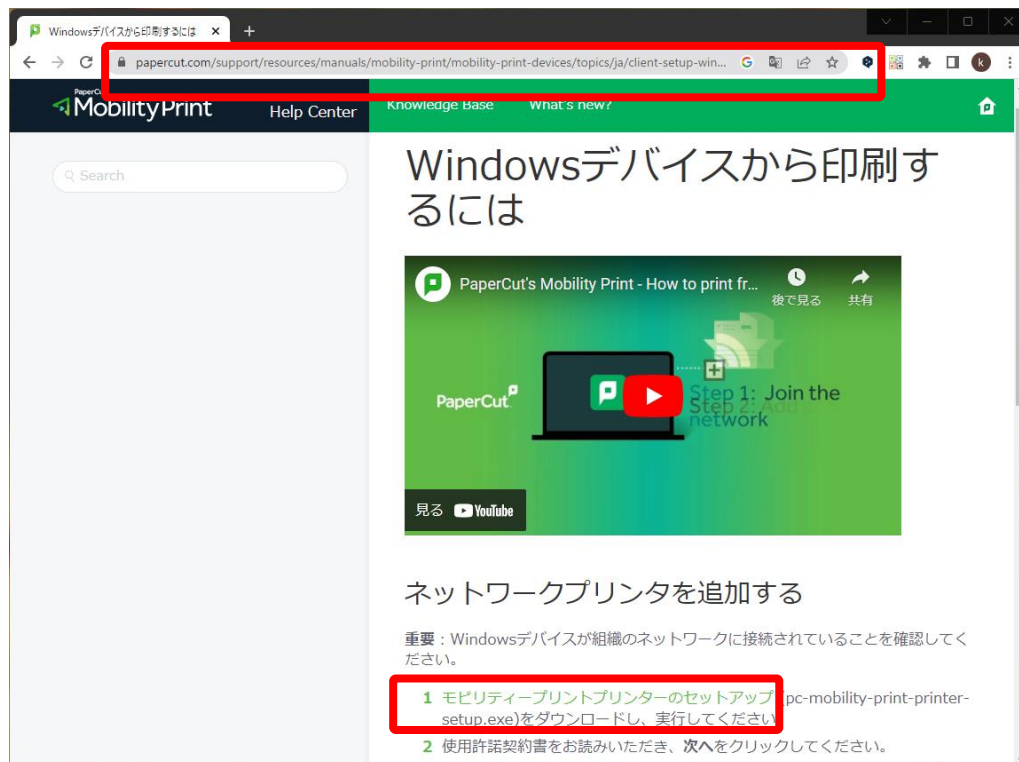 Windowsデバイスから印刷するには
papercut.com/support/resources/manuals/mobility-print/mobility-print-devices/topics/ja/client-setup-win...
k
Mobility Print
Help Center
Knowledge Base
What's new?
Search
Windowsデバイスから印刷す
るには
PaperCut's Mobility Print - How to print fr...
後で見る
共有
PaperCut
Step 1: Join the
network
見る YouTube
ネットワークプリンタを追加する
重要：Windowsデバイスが組織のネットワークに接続されていることを確認してく
ださい。
1 モビリティープリントプリンターのセットアップ (pc-mobility-print-printer-
setup.exe)をダウンロードし、実行してください
2 使用許諾契約書をお読みいただき、次へをクリックしてください。